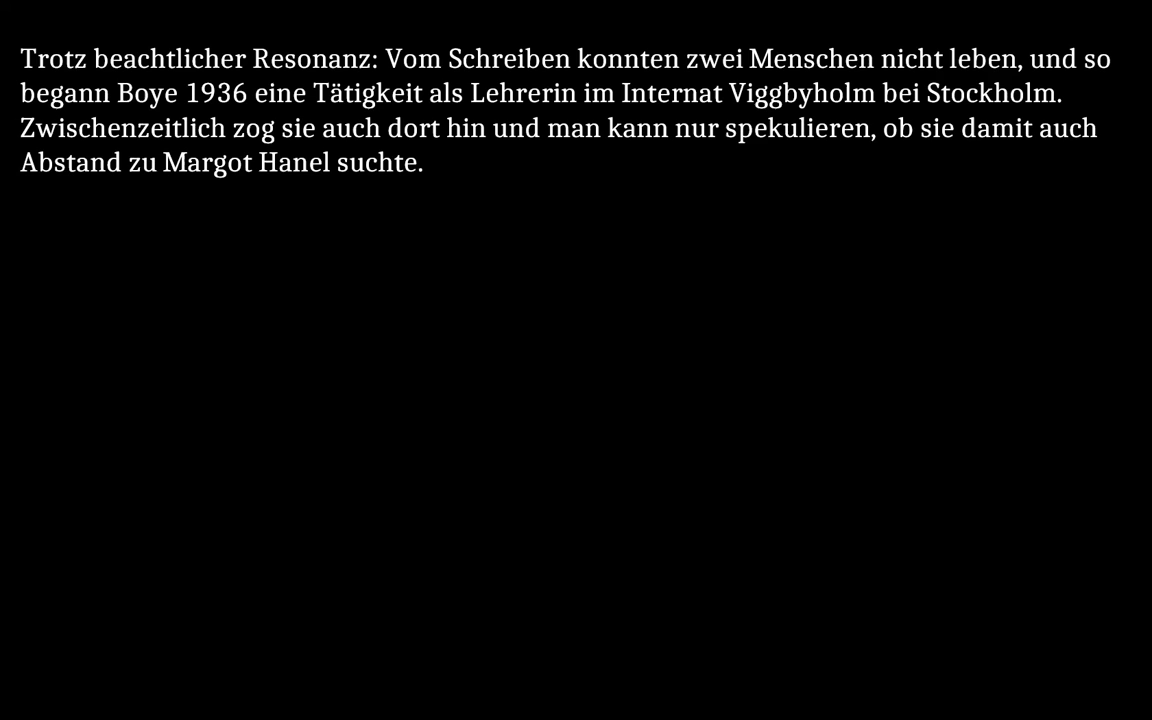 Trotz beachtlicher Resonanz: Vom Schreiben konnten zwei Menschen nicht leben, und so
begann Boye 1936 eine Tätigkeit als Lehrerin im Internat Viggbyholm bei Stockholm.
Zwischenzeitlich zog sie auch dort hin und man kann nur spekulieren, ob sie damit auch
Abstand zu Margot Hanel suchte.